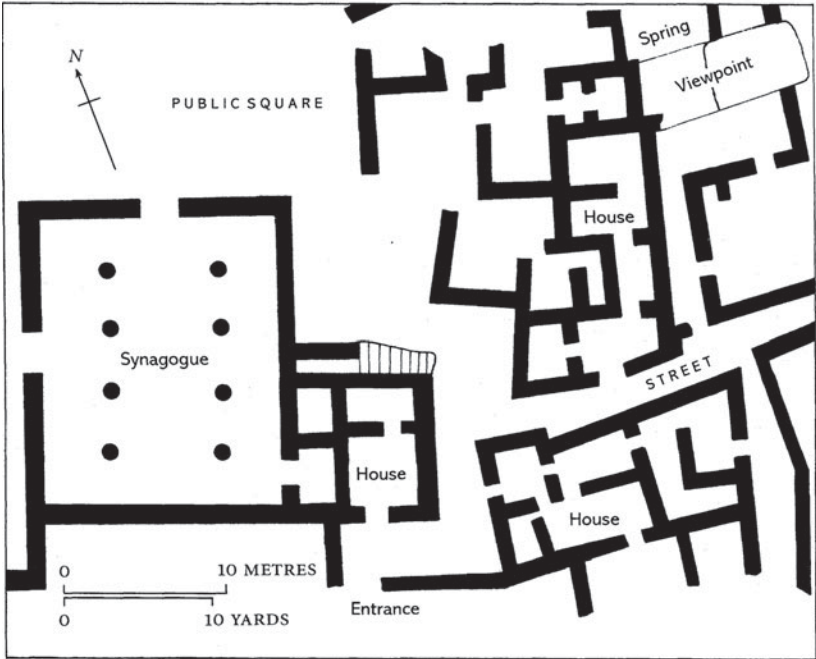 Spring
N
Viewpoint
PUBLIC SQUARE
House
Synagogue
STREET
House
House
0 10 METRES
0 10 YARDS
Entrance